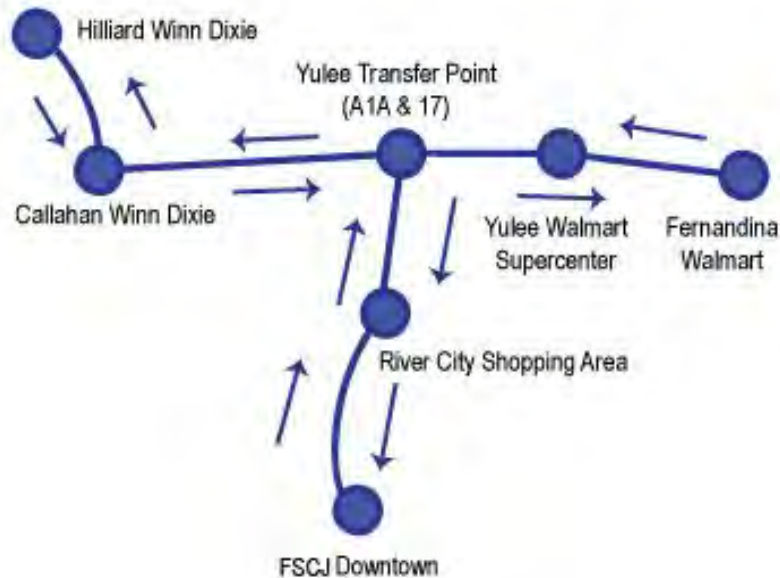 Hilliard Winn Dixie
Yulee Transfer Point
(A1A & 17)
Callahan Winn Dixie
Yulee Walmart
Supercenter
Fernandina
Walmart
River City Shopping Area
FSCJ Downtown